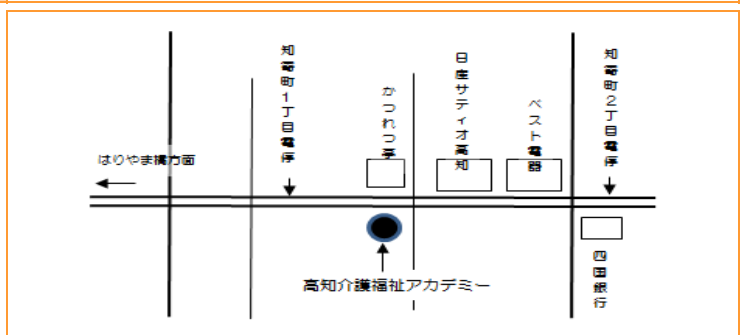 はりやま橋方面
知寄町1丁目電停
かつれつ亭
日産サティオ高知
ベスト電器
知寄町2丁目電停
高知介護福祉アカデミー
四国銀行